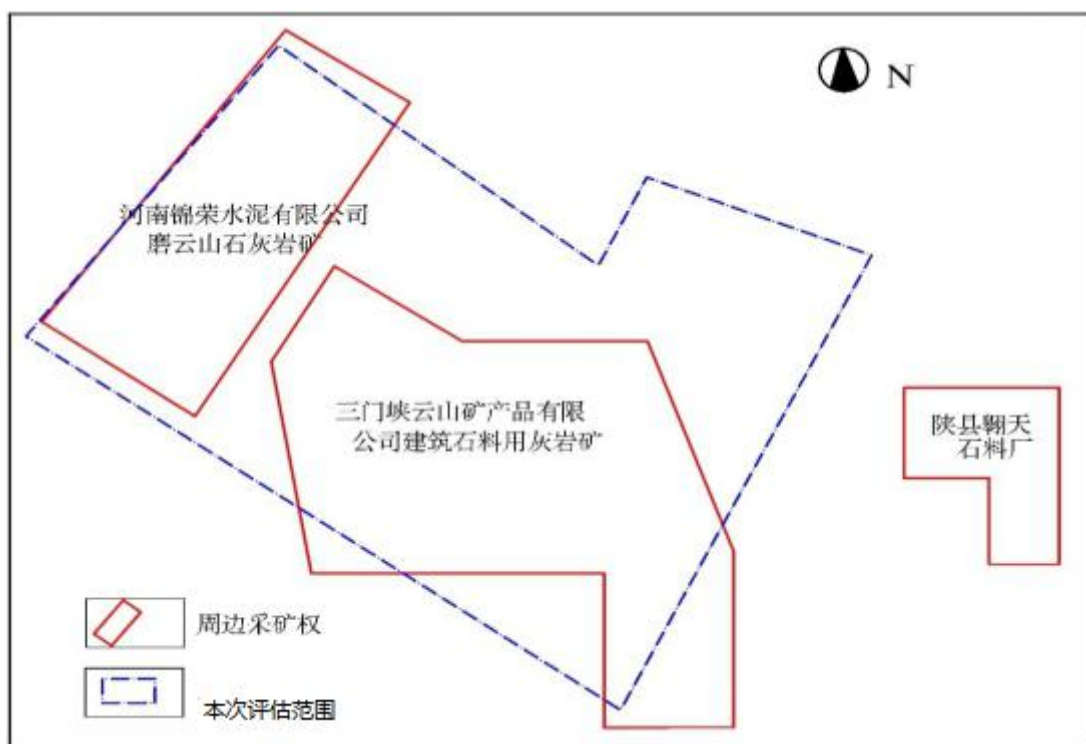 N
河南锦荣水泥有限公司
磨云山石灰岩矿
三门峡云山矿产品有限
公司建筑石料用灰岩矿
陕县翱天
石料厂
周边采矿权
本次评估范围